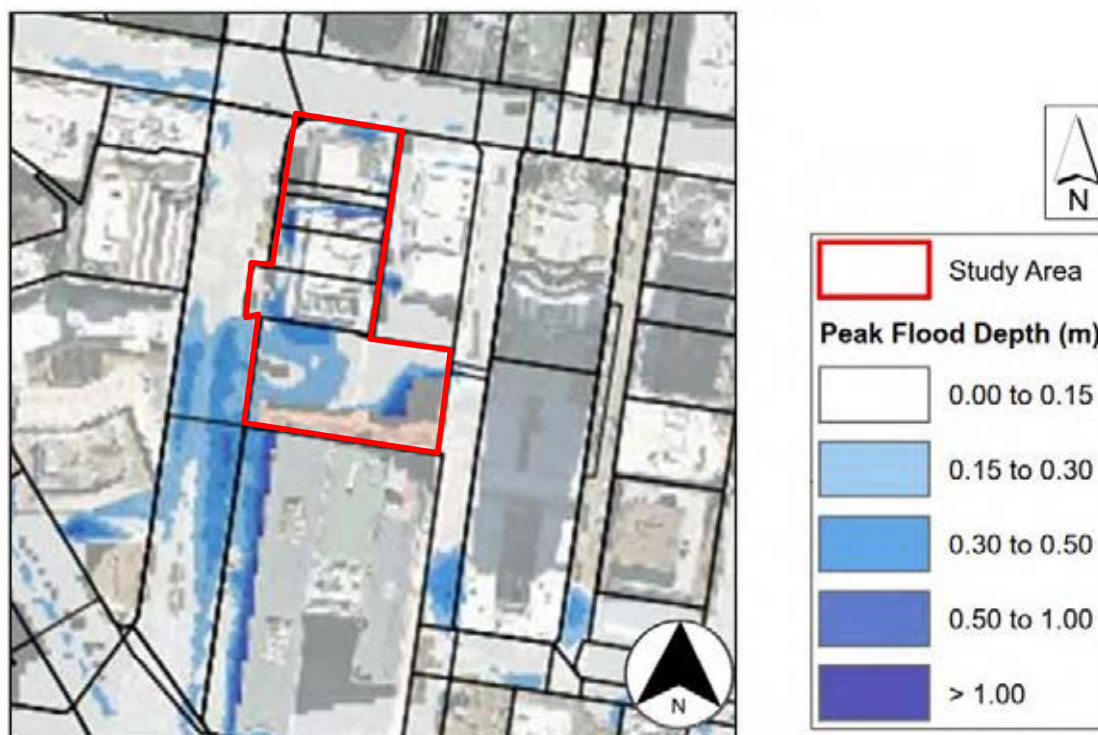 N
N
Study Area
Peak Flood Depth (m)
0.00 to 0.15
0.15 to 0.30
0.30 to 0.50
0.50 to 1.00
> 1.00